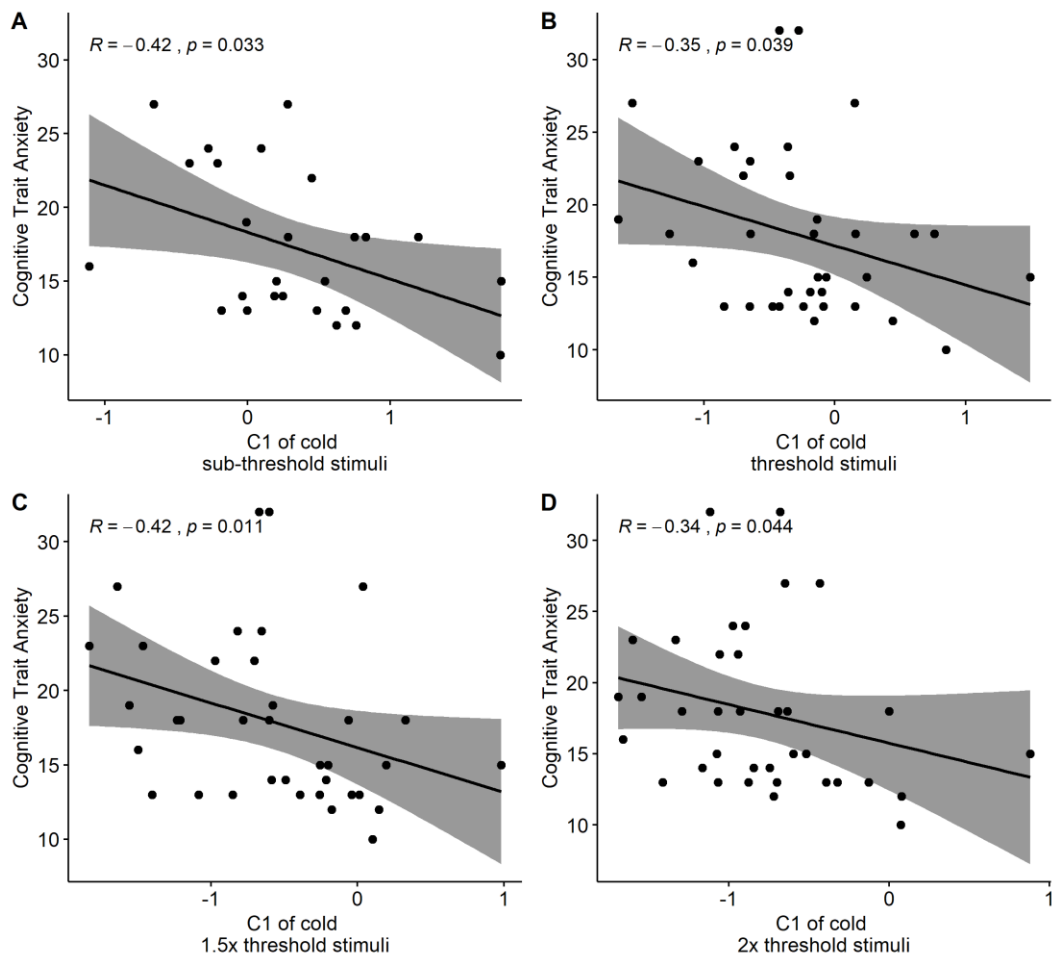 A
R = −0.42 , p = 0.033
Cognitive Trait Anxiety
30
25
20
15
10
-1
0
1
C1 of cold
sub-threshold stimuli
B
R = −0.35 , p = 0.039
Cognitive Trait Anxiety
30
25
20
15
10
-1
0
1
C1 of cold
threshold stimuli
C
R = −0.42 , p = 0.011
Cognitive Trait Anxiety
30
25
20
15
10
-1
0
1
C1 of cold
1.5x threshold stimuli
D
R = −0.34 , p = 0.044
Cognitive Trait Anxiety
30
25
20
15
10
-1
0
1
C1 of cold
2x threshold stimuli